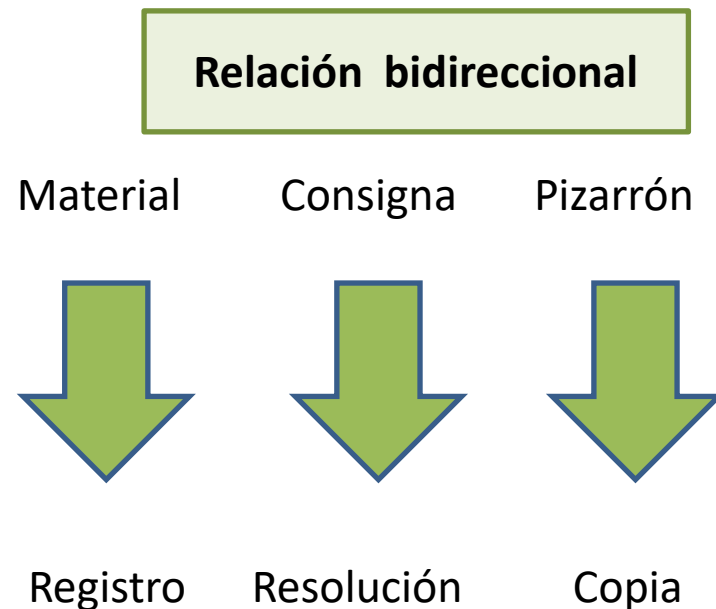 Relación bidireccional
Material Consigna Pizarrón
Registro Resolución Copia